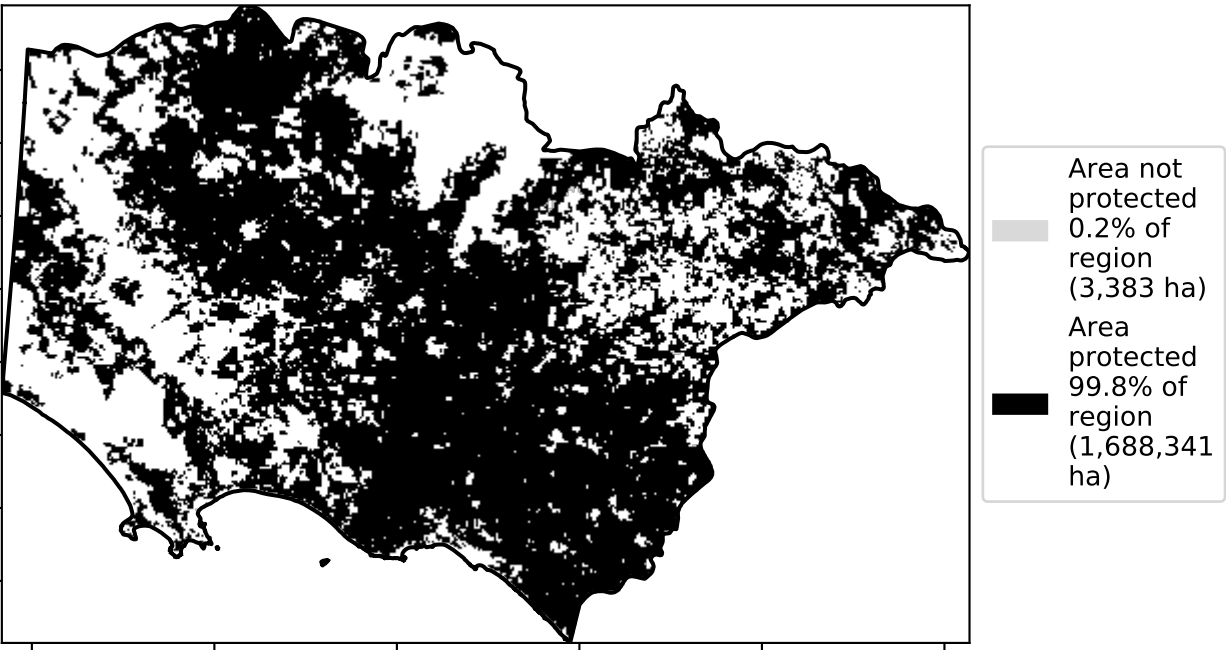 Area not
protected
0.2% of
region
(3,383 ha)
Area
protected
99.8% of
region
(1,688,341
ha)